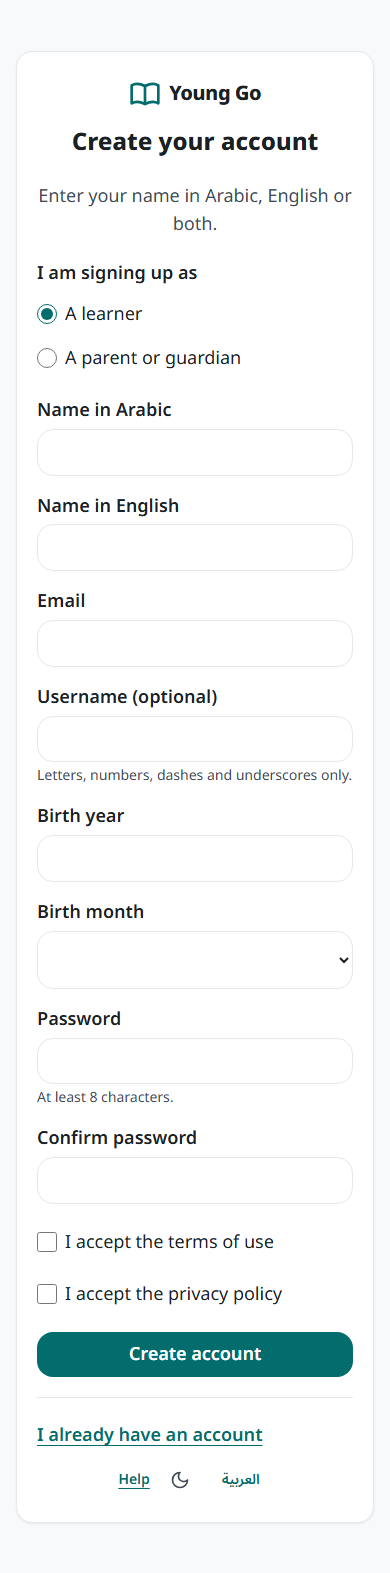 Young Go
Create your account
Enter your name in Arabic, English or
both.
I am signing up as
A learner
A parent or guardian
Name in Arabic
Name in English
Email
Username (optional)
Letters, numbers, dashes and underscores only.
Birth year
Birth month
Password
At least 8 characters.
Confirm password
I accept the terms of use
I accept the privacy policy
Create account
I already have an account
Help العربية